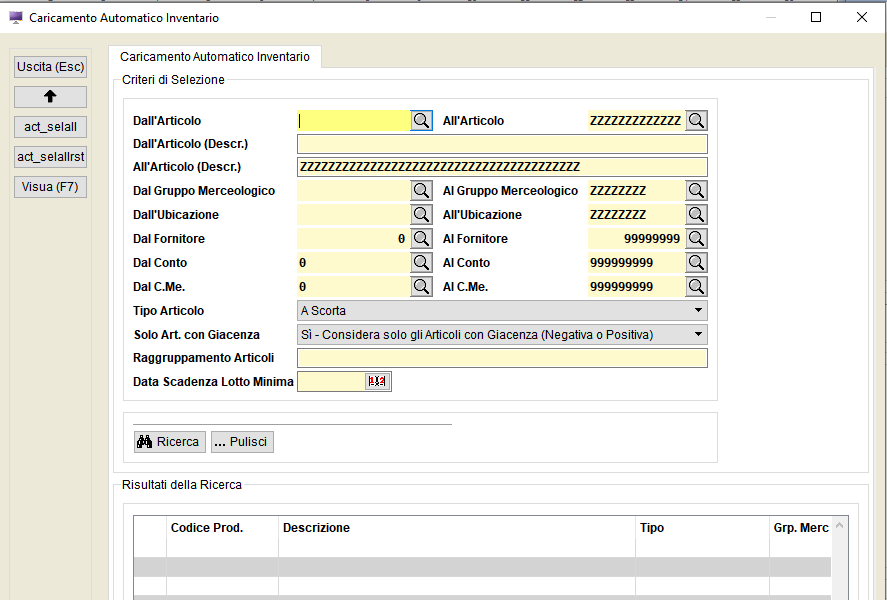 Caricamento Automatico Inventario
Uscita (Esc)
act_selall
act_selallrst
Visua (F7)
Caricamento Automatico Inventario
Criteri di Selezione
Dall'Articolo All'Articolo ZZZZZZZZZZZZZ
Dall'Articolo (Descr.)
All'Articolo (Descr.) ZZZZZZZZZZZZZZZZZZZZZZZZZZZZZZZZZZZZZZZZ
Dal Gruppo Merceologico Al Gruppo Merceologico ZZZZZZZZ
Dall'Ubicazione All'Ubicazione ZZZZZZZZ
Dal Fornitore 0 Al Fornitore 99999999
Dal Conto 0 Al Conto 999999999
Dal C.Me. 0 Al C.Me. 999999999
Tipo Articolo A Scorta
Solo Art. con Giacenza Sì - Considera solo gli Articoli con Giacenza (Negativa o Positiva)
Raggruppamento Articoli
Data Scadenza Lotto Minima
Ricerca ... Pulisci
Risultati della Ricerca
Codice Prod. Descrizione Tipo Grp. Merc